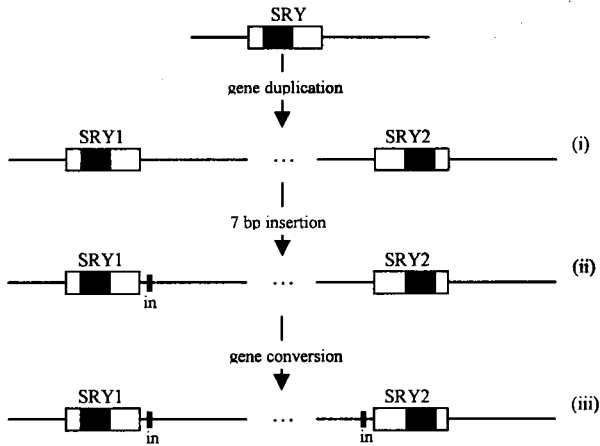 SRY
gene duplication
SRY1 SRY2 (i)
...
7 bp insertion
SRY1 SRY2 (ii)
...
in
gene conversion
SRY1 SRY2 (iii)
...
in in